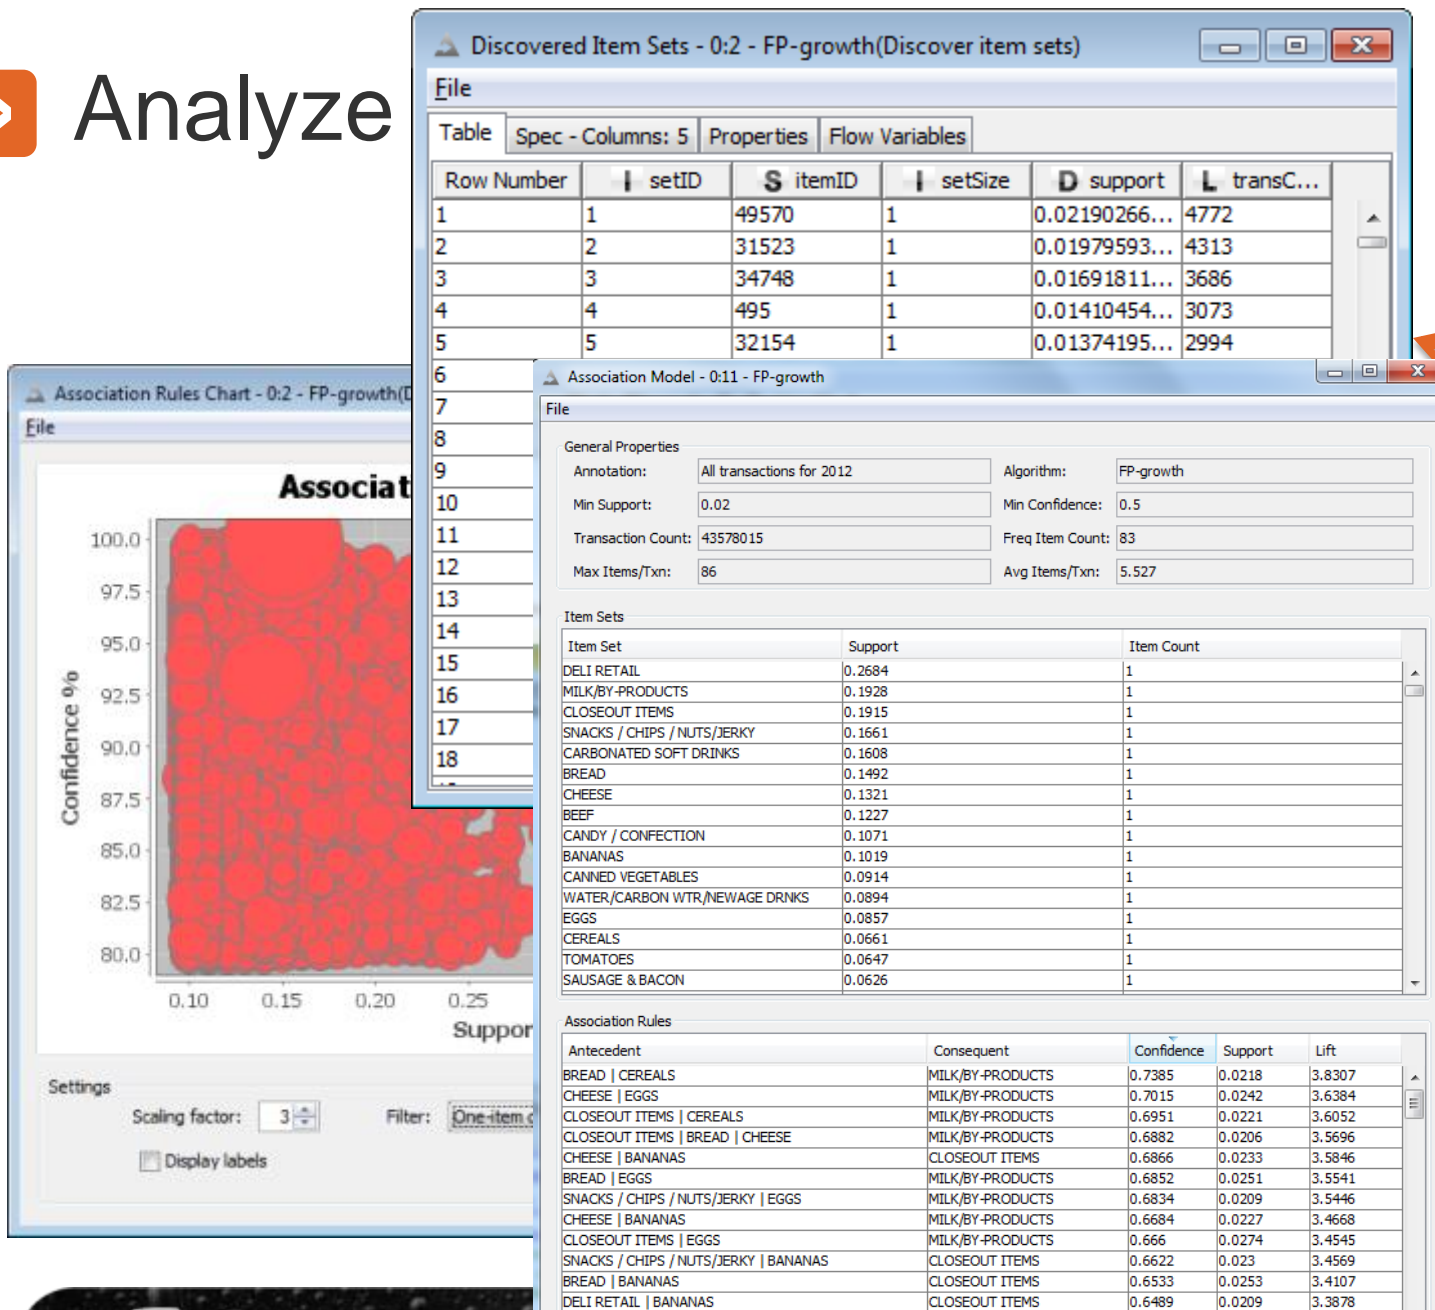 Analyze
Discovered Item Sets - 0:2 - FP-growth(Discover item sets)
File
Table Spec - Columns: 5 Properties Flow Variables
Row Number I setID S itemID I setSize D support L transC...
1 1 49570 1 0.02190266... 4772
2 2 31523 1 0.01979593... 4313
3 3 34748 1 0.01691811... 3686
4 4 495 1 0.01410454... 3073
5 5 32154 1 0.01374195... 2994
6
7
8
9
10
11
12
13
14
15
16
17
18
Association Rules Chart - 0:2 - FP-growth(D
File
Associat
100.0
97.5
95.0
92.5
90.0
87.5
85.0
82.5
80.0
Confidence %
0.10 0.15 0.20 0.25
Suppor
Settings
Scaling factor: 3 Filter: One-item
Display labels
Association Model - 0:11 - FP-growth
File
General Properties
Annotation: All transactions for 2012 Algorithm: FP-growth
Min Support: 0.02 Min Confidence: 0.5
Transaction Count: 43578015 Freq Item Count: 83
Max Items/Txn: 86 Avg Items/Txn: 5.527
Item Sets
Item Set Support Item Count
DELI RETAIL 0.2684 1
MILK/BY-PRODUCTS 0.1928 1
CLOSEOUT ITEMS 0.1915 1
SNACKS / CHIPS / NUTS/JERKY 0.1661 1
CARBONATED SOFT DRINKS 0.1608 1
BREAD 0.1492 1
CHEESE 0.1321 1
BEEF 0.1227 1
CANDY / CONFECTION 0.1071 1
BANANAS 0.1019 1
CANNED VEGETABLES 0.0914 1
WATER/CARBON WTR/NEWAGE DRNKS 0.0894 1
EGGS 0.0857 1
CEREALS 0.0661 1
TOMATOES 0.0647 1
SAUSAGE & BACON 0.0626 1
Association Rules
Antecedent Consequent Confidence Support Lift
BREAD | CEREALS MILK/BY-PRODUCTS 0.7385 0.0218 3.8307
CHEESE | EGGS MILK/BY-PRODUCTS 0.7015 0.0242 3.6384
CLOSEOUT ITEMS | CEREALS MILK/BY-PRODUCTS 0.6951 0.0221 3.6052
CLOSEOUT ITEMS | BREAD | CHEESE MILK/BY-PRODUCTS 0.6882 0.0206 3.5696
CHEESE | BANANAS CLOSEOUT ITEMS 0.6866 0.0233 3.5846
BREAD | EGGS MILK/BY-PRODUCTS 0.6852 0.0251 3.5541
SNACKS / CHIPS / NUTS/JERKY | EGGS MILK/BY-PRODUCTS 0.6834 0.0209 3.5446
CHEESE | BANANAS MILK/BY-PRODUCTS 0.6684 0.0227 3.4668
CLOSEOUT ITEMS | EGGS MILK/BY-PRODUCTS 0.666 0.0274 3.4545
SNACKS / CHIPS / NUTS/JERKY | BANANAS CLOSEOUT ITEMS 0.6622 0.023 3.4569
BREAD | BANANAS CLOSEOUT ITEMS 0.6533 0.0253 3.4107
DELI RETAIL | BANANAS CLOSEOUT ITEMS 0.6489 0.0209 3.3878